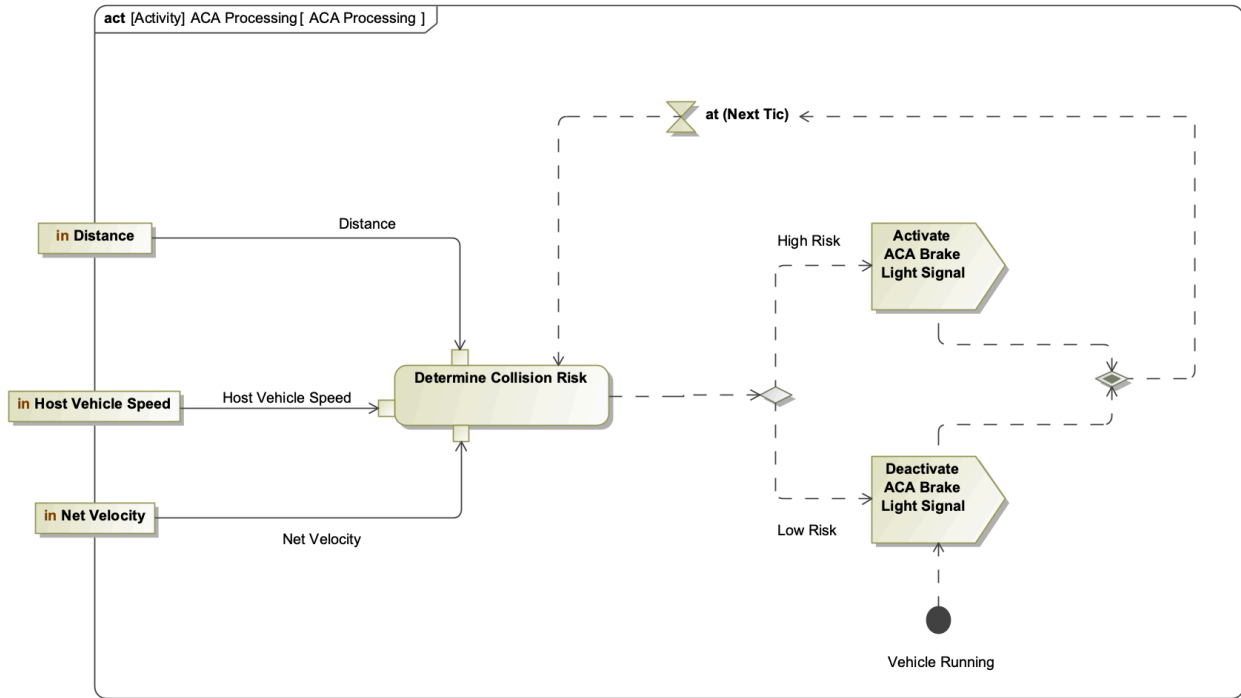 act [Activity] ACA Processing [ ACA Processing ]
at (Next Tic)
in Distance
Distance
High Risk
Activate
ACA Brake
Light Signal
Determine Collision Risk
in Host Vehicle Speed
Host Vehicle Speed
Deactivate
ACA Brake
Light Signal
in Net Velocity
Net Velocity
Low Risk
Vehicle Running